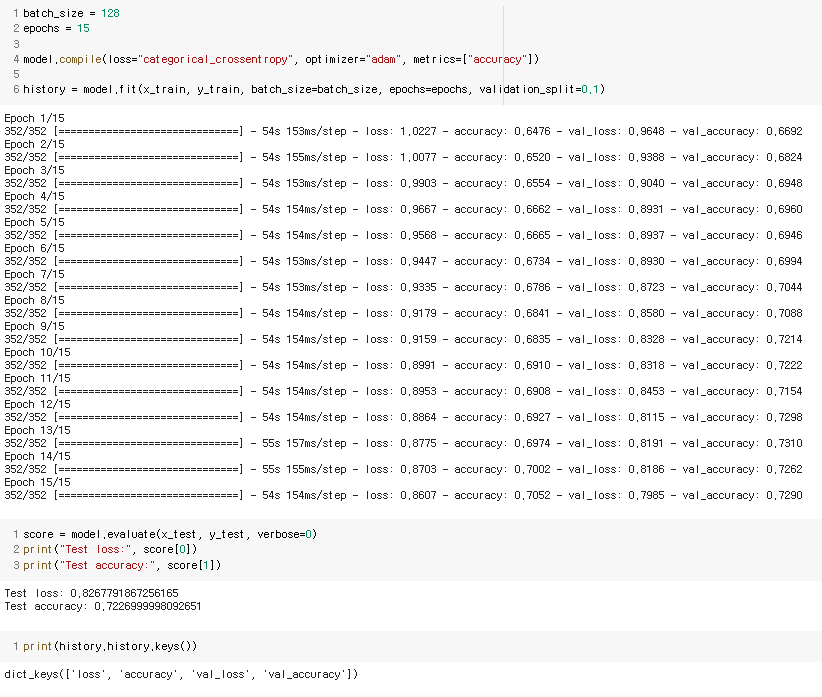 1 batch_size = 128
2 epochs = 15
3
4 model.compile(loss="categorical_crossentropy", optimizer="adam", metrics=["accuracy"])
5
6 history = model.fit(x_train, y_train, batch_size=batch_size, epochs=epochs, validation_split=0.1)
Epoch 1/15
352/352 [==============================] - 54s 153ms/step - loss: 1.0227 - accuracy: 0.6476 - val_loss: 0.9648 - val_accuracy: 0.6692
Epoch 2/15
352/352 [==============================] - 54s 155ms/step - loss: 1.0077 - accuracy: 0.6520 - val_loss: 0.9388 - val_accuracy: 0.6824
Epoch 3/15
352/352 [==============================] - 54s 153ms/step - loss: 0.9903 - accuracy: 0.6554 - val_loss: 0.9040 - val_accuracy: 0.6948
Epoch 4/15
352/352 [==============================] - 54s 154ms/step - loss: 0.9667 - accuracy: 0.6662 - val_loss: 0.8931 - val_accuracy: 0.6960
Epoch 5/15
352/352 [==============================] - 54s 154ms/step - loss: 0.9568 - accuracy: 0.6665 - val_loss: 0.8937 - val_accuracy: 0.6946
Epoch 6/15
352/352 [==============================] - 54s 153ms/step - loss: 0.9447 - accuracy: 0.6734 - val_loss: 0.8930 - val_accuracy: 0.6994
Epoch 7/15
352/352 [==============================] - 54s 153ms/step - loss: 0.9335 - accuracy: 0.6786 - val_loss: 0.8723 - val_accuracy: 0.7044
Epoch 8/15
352/352 [==============================] - 54s 154ms/step - loss: 0.9179 - accuracy: 0.6841 - val_loss: 0.8580 - val_accuracy: 0.7088
Epoch 9/15
352/352 [==============================] - 54s 154ms/step - loss: 0.9159 - accuracy: 0.6835 - val_loss: 0.8328 - val_accuracy: 0.7214
Epoch 10/15
352/352 [==============================] - 54s 154ms/step - loss: 0.8991 - accuracy: 0.6910 - val_loss: 0.8318 - val_accuracy: 0.7222
Epoch 11/15
352/352 [==============================] - 54s 154ms/step - loss: 0.8953 - accuracy: 0.6908 - val_loss: 0.8453 - val_accuracy: 0.7154
Epoch 12/15
352/352 [==============================] - 54s 154ms/step - loss: 0.8864 - accuracy: 0.6927 - val_loss: 0.8115 - val_accuracy: 0.7298
Epoch 13/15
352/352 [==============================] - 55s 157ms/step - loss: 0.8775 - accuracy: 0.6974 - val_loss: 0.8191 - val_accuracy: 0.7310
Epoch 14/15
352/352 [==============================] - 55s 155ms/step - loss: 0.8703 - accuracy: 0.7002 - val_loss: 0.8186 - val_accuracy: 0.7262
Epoch 15/15
352/352 [==============================] - 54s 154ms/step - loss: 0.8607 - accuracy: 0.7052 - val_loss: 0.7985 - val_accuracy: 0.7290
1 score = model.evaluate(x_test, y_test, verbose=0)
2 print("Test loss:", score[0])
3 print("Test accuracy:", score[1])
Test loss: 0.8267791867256165
Test accuracy: 0.7226999998092651
1 print(history.history.keys())
dict_keys(['loss', 'accuracy', 'val_loss', 'val_accuracy'])